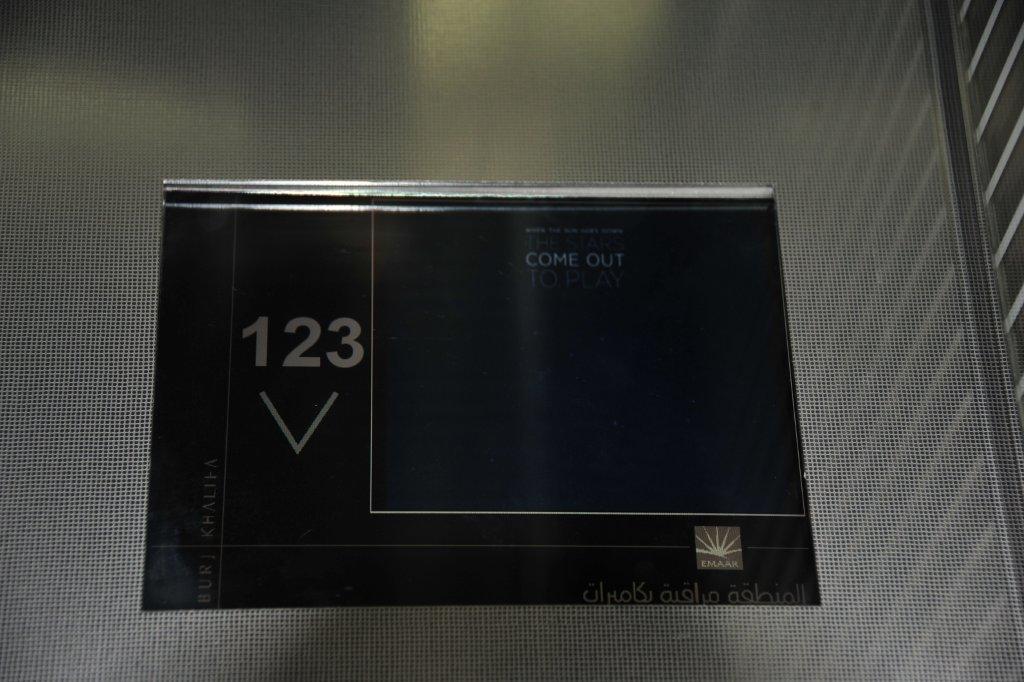 WHEN THE SUN GOES DOWN
THE STARS
COME OUT
TO PLAY
123
BURJ KHALIFA
EMAAR
المنطقة مراقبة بكاميرات